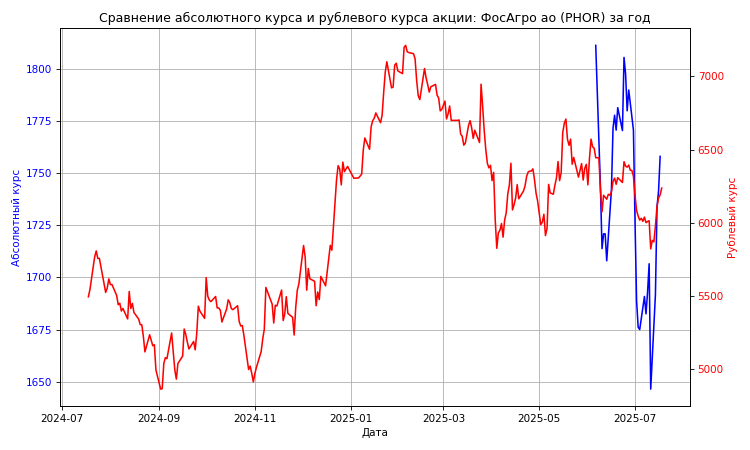 Сравнение абсолютного курса и рублевого курса акции: ФосАгро ао (PHOR) за год
Абсолютный курс
1800
1775
1750
1725
1700
1675
1650
7000
6500
6000
5500
5000
Рублевый курс
2024-07 2024-09 2024-11 2025-01 2025-03 2025-05 2025-07
Дата